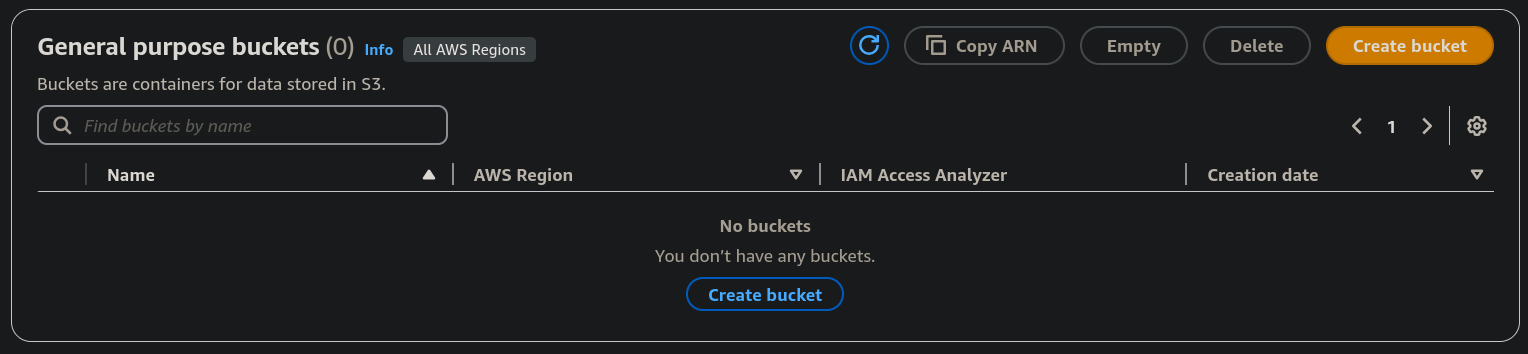 General purpose buckets (0) Info All AWS Regions Copy ARN Empty Delete Create bucket
Buckets are containers for data stored in S3.
Find buckets by name 1
Name AWS Region IAM Access Analyzer Creation date
No buckets
You don't have any buckets.
Create bucket